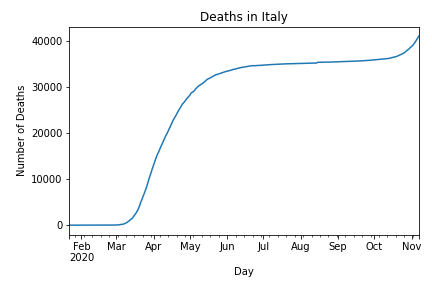 Deaths in Italy
Number of Deaths
40000
30000
20000
10000
0
Feb Mar Apr May Jun Jul Aug Sep Oct Nov
2020
Day